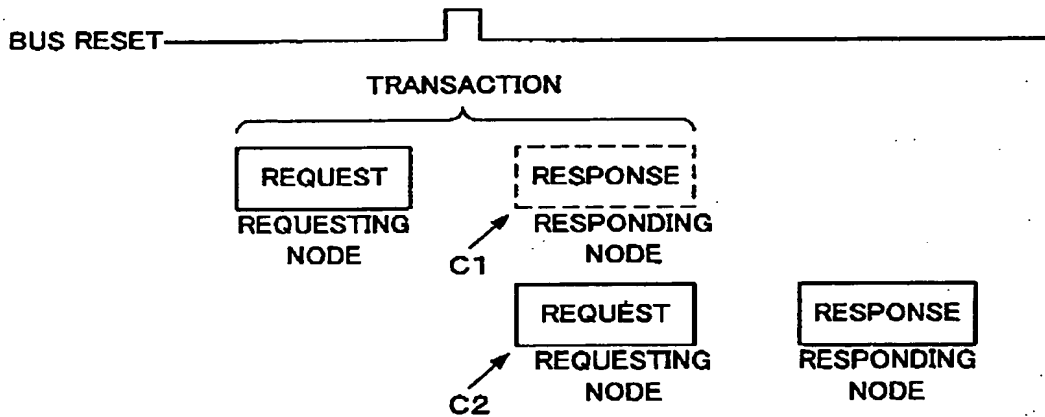 BUS RESET
TRANSACTION
REQUEST
RESPONSE
REQUESTING
NODE
RESPONDING
NODE
C1
REQUEST
RESPONSE
REQUESTING
NODE
RESPONDING
NODE
C2